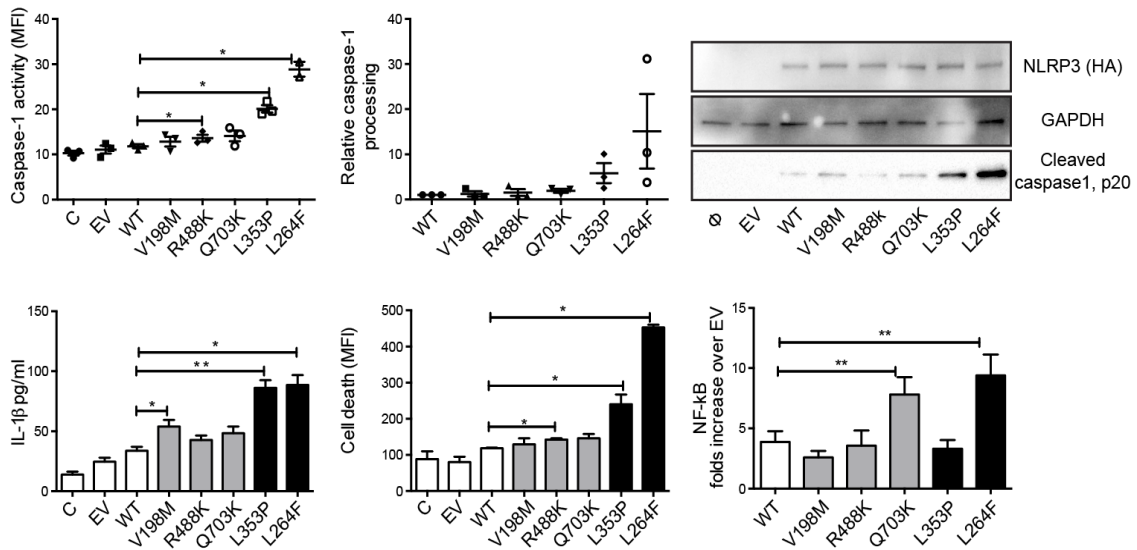 Caspase-1 activity (MFI)
40
30
20
10
0
*
*
*
C
EV
WT
V198M
R488K
Q703K
L353P
L264F
Relative caspase-1
processing
40
30
20
10
0
WT
V198M
R488K
Q703K
L353P
L264F
NLRP3 (HA)
GAPDH
Cleaved
caspase1, p20
Φ
EV
WT
V198M
R488k
Q703K
L353P
L264F
IL-1β pg/ml
150
100
50
0
*
**
*
C
EV
WT
V198M
R488K
Q703K
L353P
L264F
Cell death (MFI)
500
400
300
200
100
0
*
*
*
C
EV
WT
V198M
R488K
Q703K
L353P
L264F
NF-kB
folds increase over EV
15
10
5
0
**
**
WT
V198M
R488K
Q703K
L353P
L264F